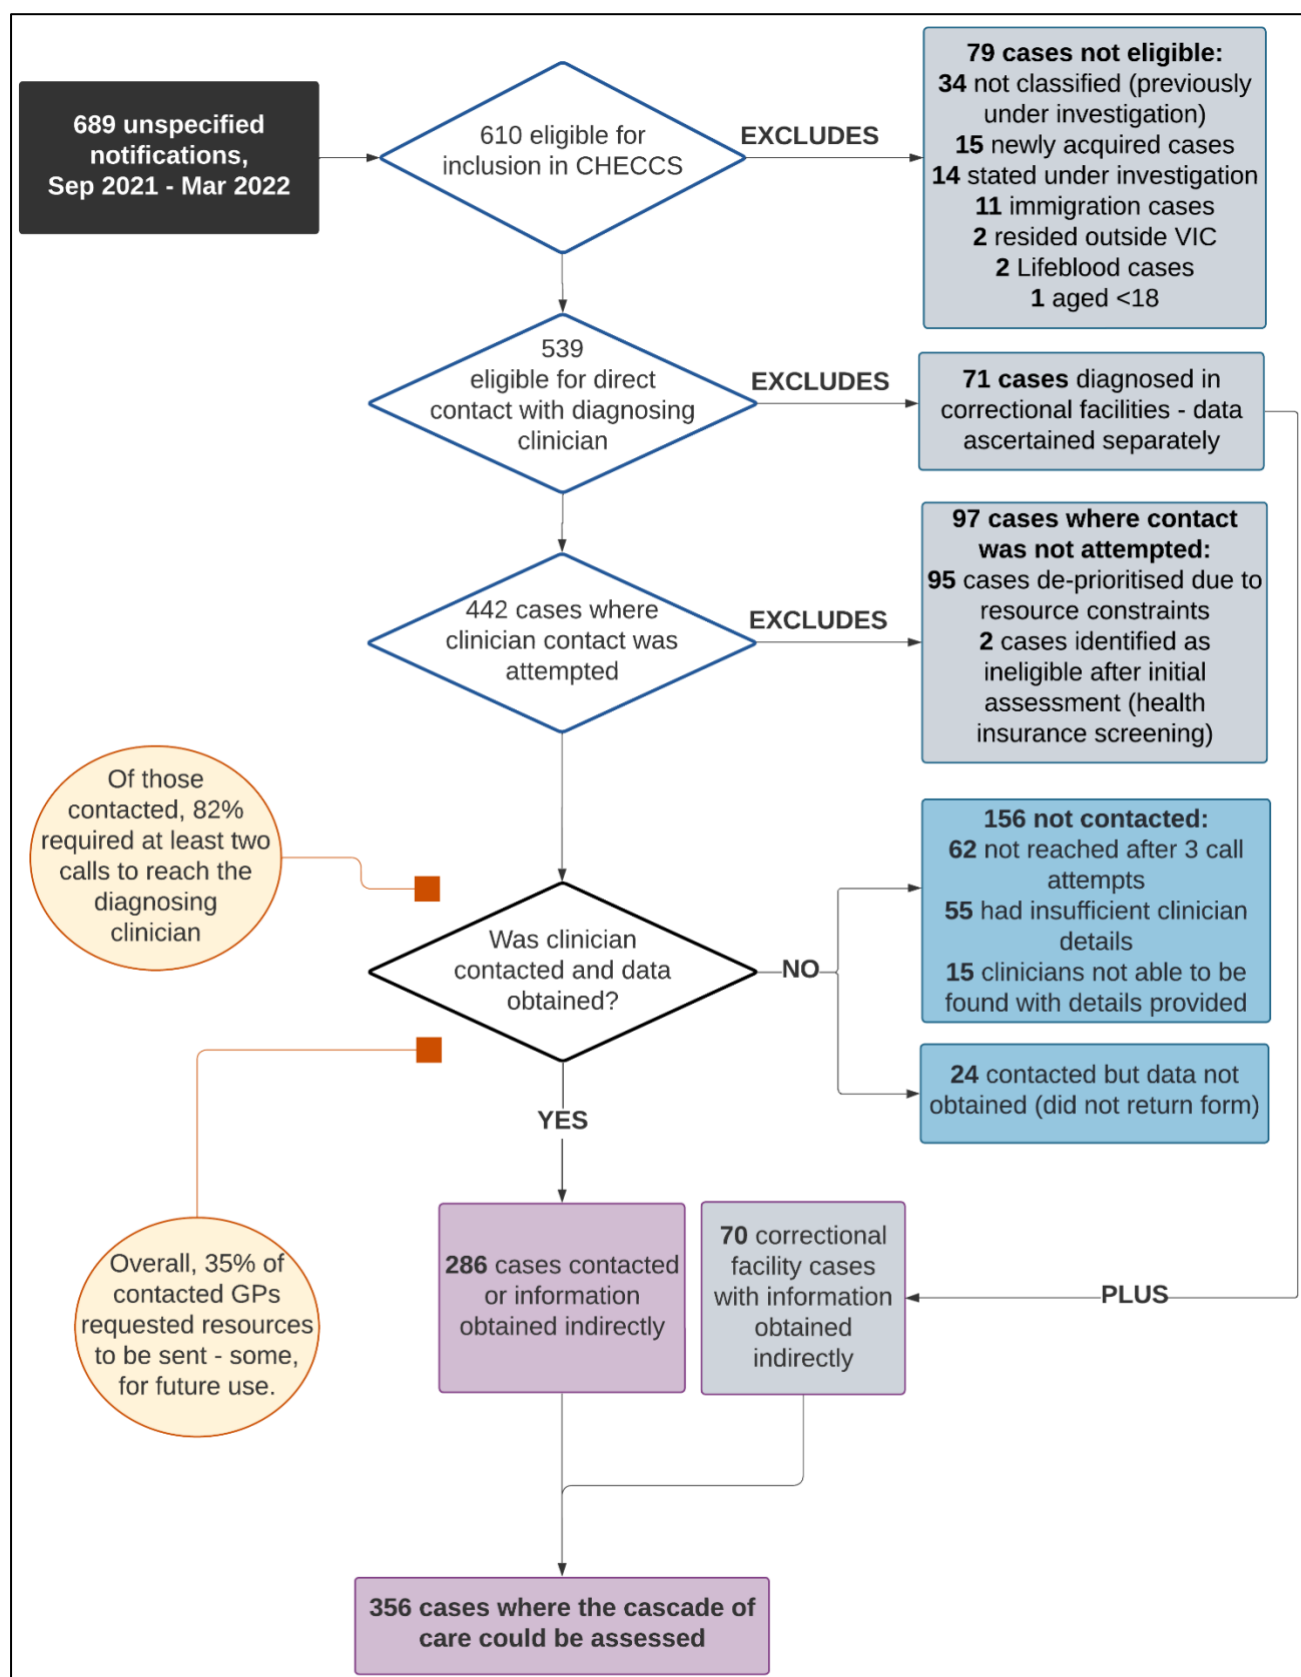 689 unspecified
notifications,
Sep 2021 - Mar 2022
610 eligible for
inclusion in CHECCS
EXCLUDES
79 cases not eligible:
34 not classified (previously
under investigation)
15 newly acquired cases
14 stated under investigation
11 immigration cases
2 resided outside VIC
2 Lifeblood cases
1 aged <18
539
eligible for direct
contact with diagnosing
clinician
EXCLUDES
71 cases diagnosed in
correctional facilities - data
ascertained separately
442 cases where
clinician contact was
attempted
EXCLUDES
97 cases where contact
was not attempted:
95 cases de-prioritised due to
resource constraints
2 cases identified as
ineligible after initial
assessment (health
insurance screening)
Of those
contacted, 82%
required at least two
calls to reach the
diagnosing
clinician
Was clinician
contacted and data
obtained?
NO
156 not contacted:
62 not reached after 3 call
attempts
55 had insufficient clinician
details
15 clinicians not able to be
found with details provided
24 contacted but data not
obtained (did not return form)
YES
Overall, 35% of
contacted GPs
requested resources
to be sent - some,
for future use.
286 cases contacted
or information
obtained indirectly
70 correctional
facility cases
with information
obtained
indirectly
PLUS
356 cases where the cascade of
care could be assessed